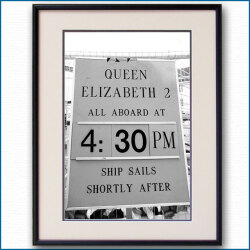 QUEEN
ELIZABETH 2
ALL ABOARD AT
4: 30 PM
SHIP SAILS
SHORTLY AFTER